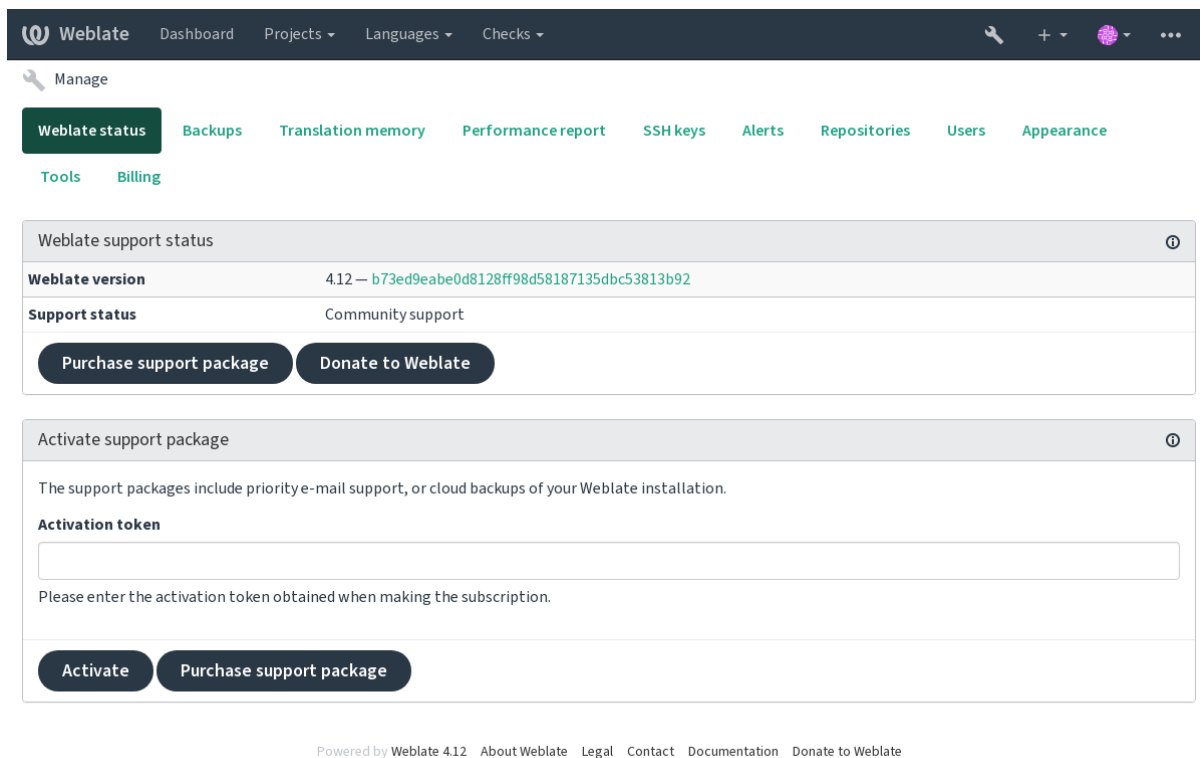 Weblate Dashboard Projects Languages Checks
Manage
Weblate status Backups Translation memory Performance report SSH keys Alerts Repositories Users Appearance
Tools Billing
Weblate support status
Weblate version 4.12 — b73ed9eabe0d8128ff98d58187135dbc53813b92
Support status Community support
Purchase support package Donate to Weblate
Activate support package
The support packages include priority e-mail support, or cloud backups of your Weblate installation.
Activation token
Please enter the activation token obtained when making the subscription.
Activate Purchase support package
Powered by Weblate 4.12 About Weblate Legal Contact Documentation Donate to Weblate